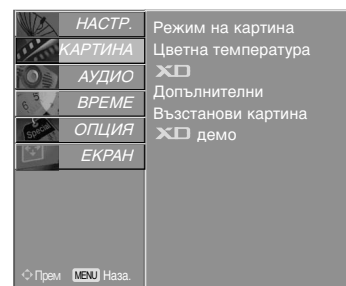 НАСТР.
КАРТИНА
АУДИО
ВРЕМЕ
ОПЦИЯ
ЕКРАН
Режим на картина
Цветна температура
XD
Допълнителни
Възстанови картина
XD демо
Прем MENU Наза.